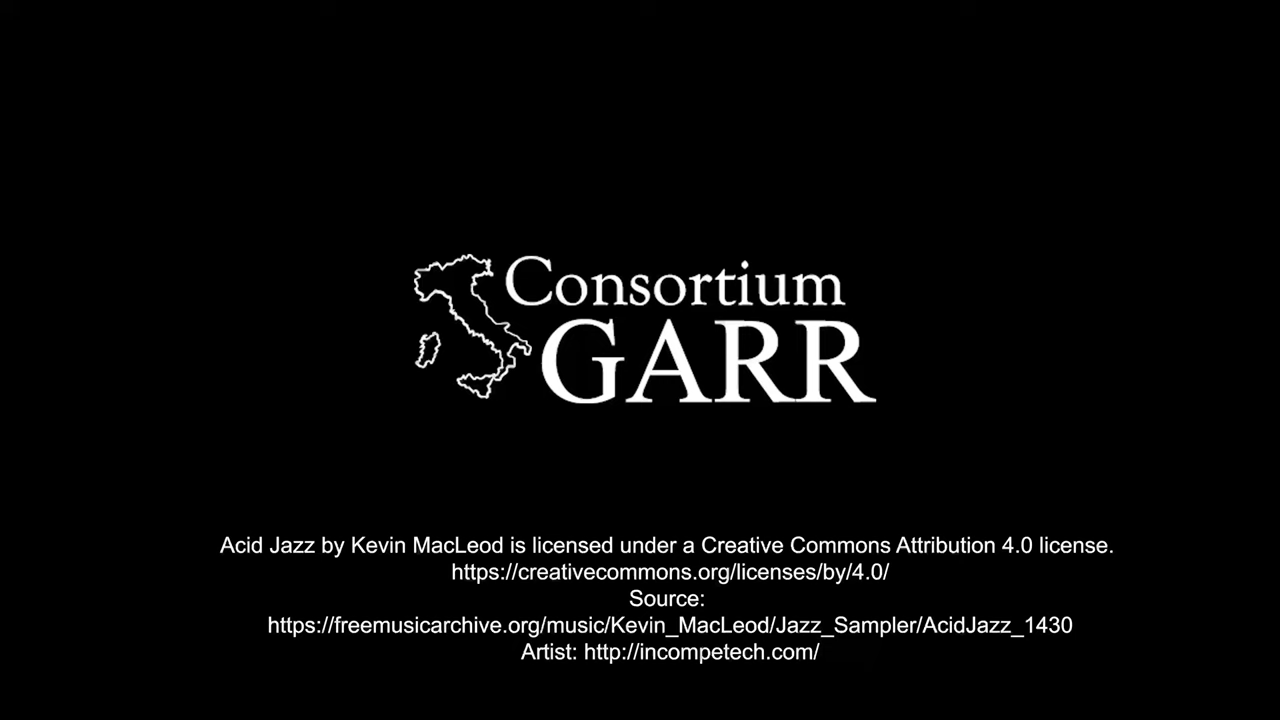 Consortium
GARR
Acid Jazz by Kevin MacLeod is licensed under a Creative Commons Attribution 4.0 license.
https://creativecommons.org/licenses/by/4.0/
Source:
https://freemusicarchive.org/music/Kevin_MacLeod/Jazz_Sampler/AcidJazz_1430
Artist: http://incompetech.com/